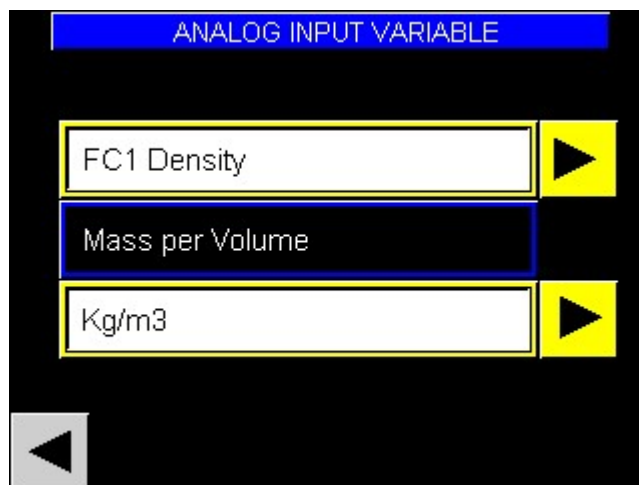 ANALOG INPUT VARIABLE
FC1 Density
Mass per Volume
Kg/m3